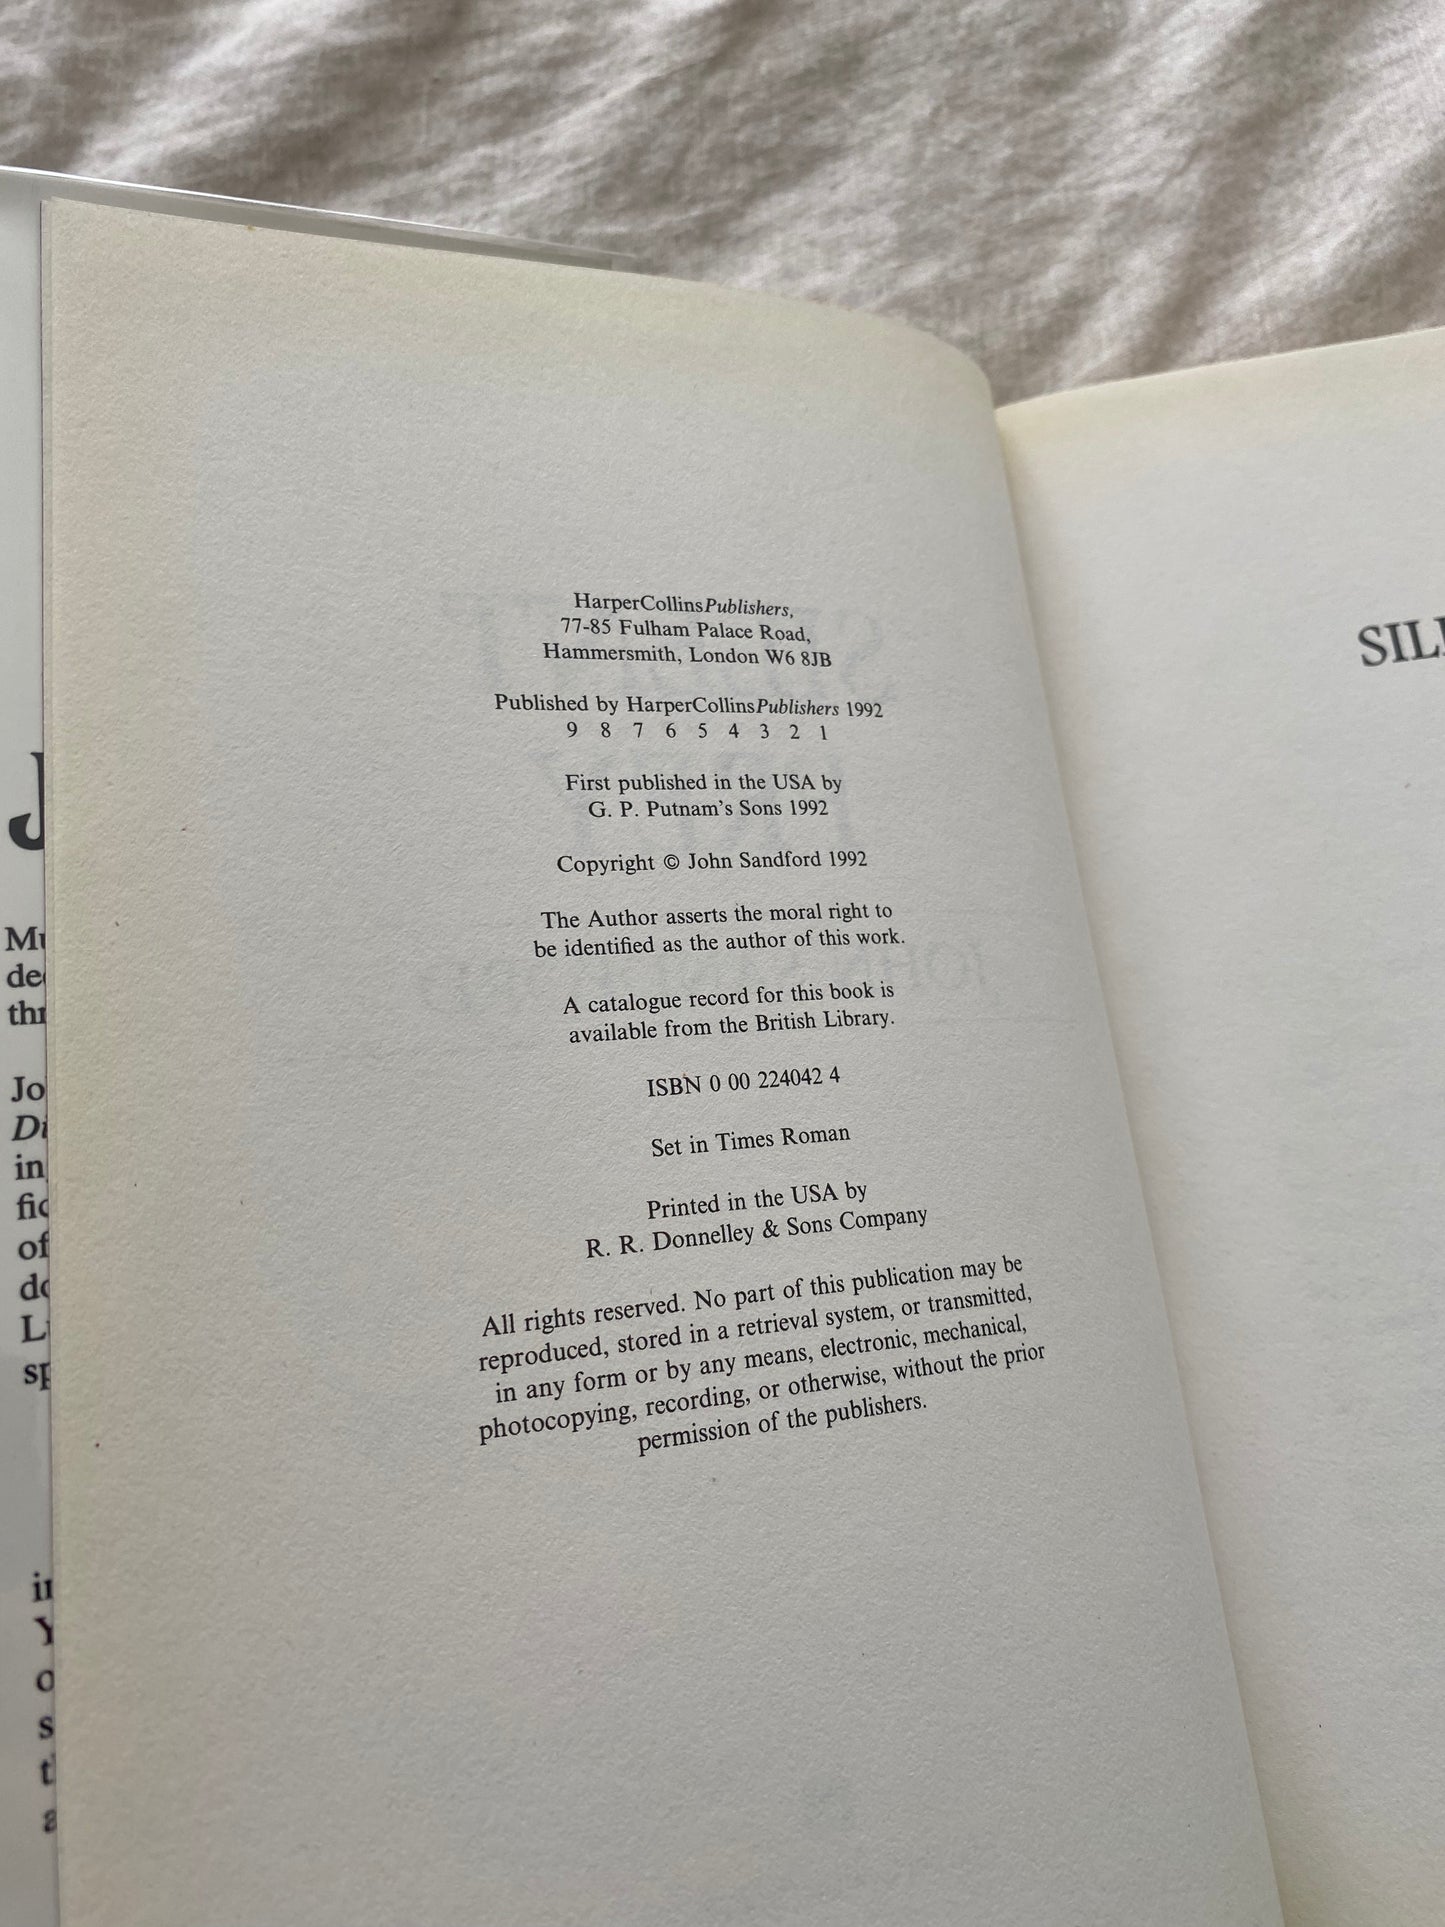 HarperCollinsPublishers,
77-85 Fulham Palace Road,
Hammersmith, London W6 8JB
Published by HarperCollinsPublishers 1992
9 8 7 6 5 4 3 2 1
First published in the USA by
G. P. Putnam's Sons 1992
Copyright © John Sandford 1992
The Author asserts the moral right to
be identified as the author of this work.
A catalogue record for this book is
available from the British Library.
ISBN 0 00 224042 4
Set in Times Roman
Printed in the USA by
R. R. Donnelley & Sons Company
All rights reserved. No part of this publication may be
reproduced, stored in a retrieval system, or transmitted,
in any form or by any means, electronic, mechanical,
photocopying, recording, or otherwise, without the prior
permission of the publishers.